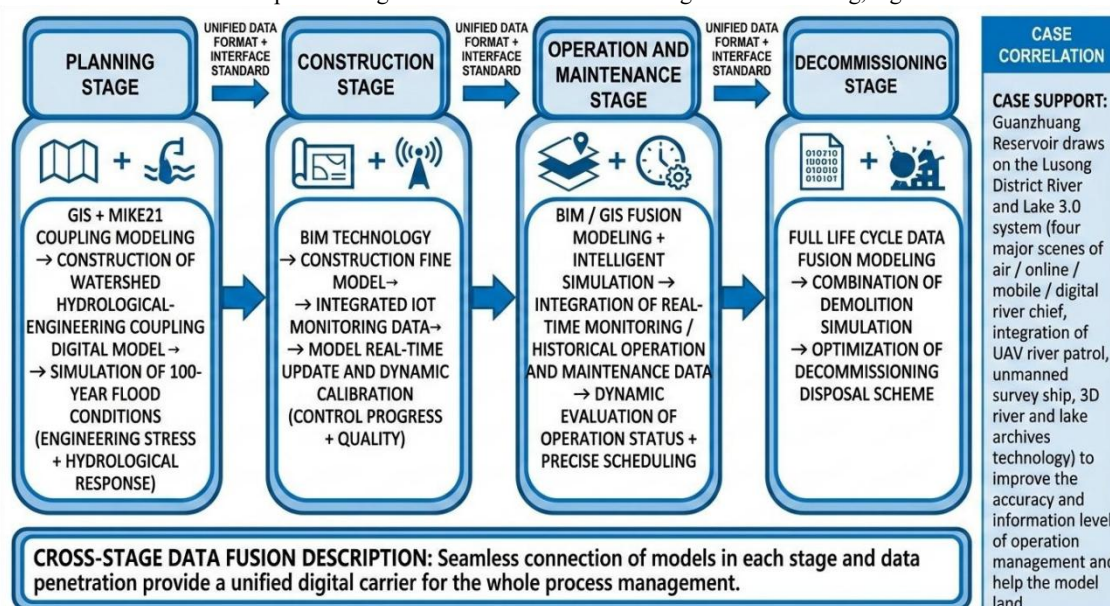 PLANNING
STAGE
UNIFIED DATA
FORMAT +
INTERFACE
STANDARD
CONSTRUCTION
STAGE
UNIFIED DATA
FORMAT +
INTERFACE
STANDARD
OPERATION AND
MAINTENANCE
STAGE
UNIFIED DATA
FORMAT +
INTERFACE
STANDARD
DECOMMISSIONING
STAGE
+
+
+
010010
010101
+
GIS + MIKE21
COUPLING MODELING
→ CONSTRUCTION OF
WATERSHED
HYDROLOGICAL-
ENGINEERING COUPLING
DIGITAL MODEL →
→ SIMULATION OF 100-
YEAR FLOOD
CONDITIONS
(ENGINEERING STRESS
+ HYDROLOGICAL
RESPONSE)
BIM TECHNOLOGY
→ CONSTRUCTION FINE
MODEL→
→ INTEGRATED IOT
MONITORING DATA→
→ MODEL REAL-TIME
UPDATE AND DYNAMIC
CALIBRATION
(CONTROL PROGRESS
+ QUALITY)
BIM / GIS FUSION
MODELING +
INTELLIGENT
SIMULATION →
INTEGRATION OF REAL-
TIME MONITORING /
HISTORICAL OPERATION
AND MAINTENANCE DATA
→ DYNAMIC
EVALUATION OF
OPERATION STATUS +
PRECISE SCHEDULING
FULL LIFE CYCLE DATA
FUSION MODELING
→ COMBINATION OF
DEMOLITION
SIMULATION
→ OPTIMIZATION OF
DECOMMISSIONING
DISPOSAL SCHEME
CROSS-STAGE DATA FUSION DESCRIPTION: Seamless connection of models in each stage and data
penetration provide a unified digital carrier for the whole process management.
CASE
CORRELATION
CASE SUPPORT:
Guanzhuang
Reservoir draws
on the Lusong
District River
and Lake 3.0
system (four
major scenes of
air / online /
mobile / digital
river chief,
integration of
UAV river patrol,
unmanned
survey ship, 3D
river and lake
archives
technology) to
improve the
accuracy and
information level
of operation
management and
help the model
land